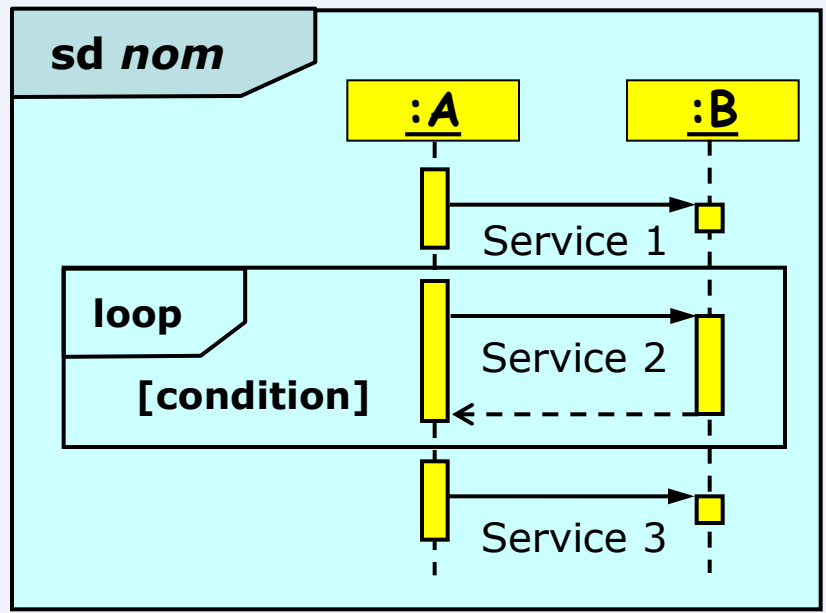 sd nom
:A :B
Service 1
loop
Service 2
[condition]
Service 3